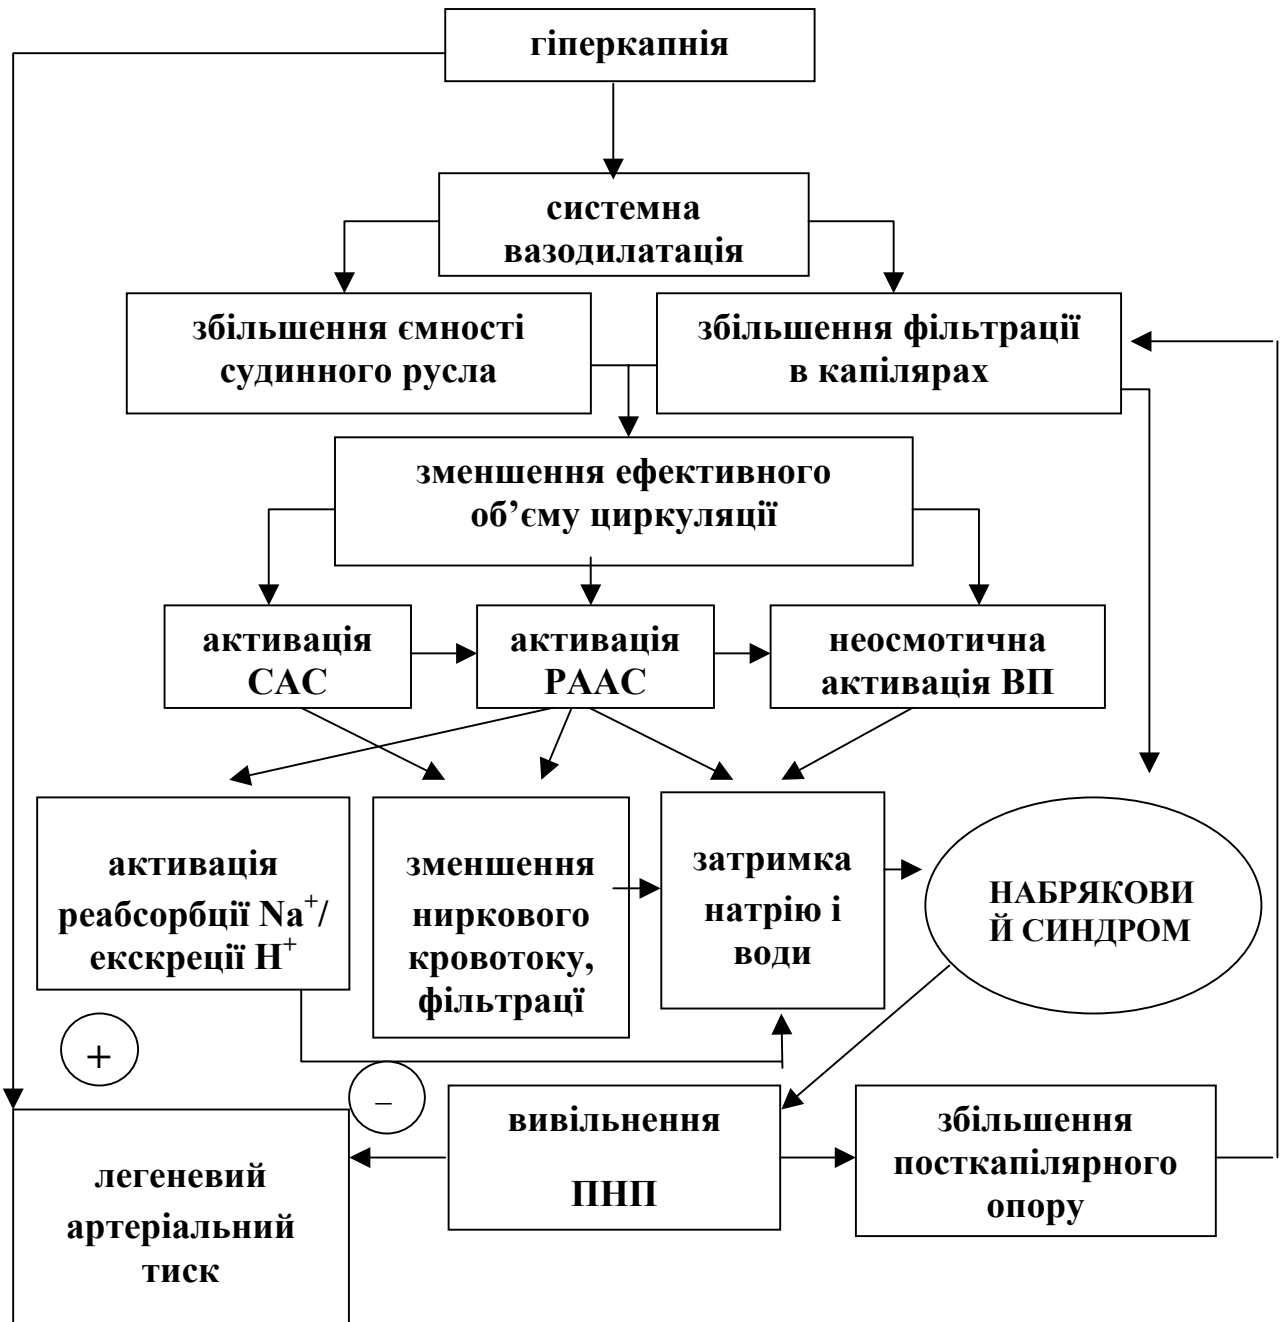 гіперкапнія
системна
вазодилатація
збільшення ємності
судинного русла
збільшення фільтрації
в капілярах
зменшення ефективного
об’єму циркуляції
активація
САС
активація
РААС
неосмотична
активація ВП
активація
реабсорбції Na⁺/
екскреції H⁺
зменшення
ниркового
кровотоку,
фільтраці­ї
затримка
натрію і
води
НАБРЯКОВИ
Й СИНДРОМ
+
–
легеневий
артеріальний
тиск
вивільнення
ПНП
збільшення
посткапілярного
опору